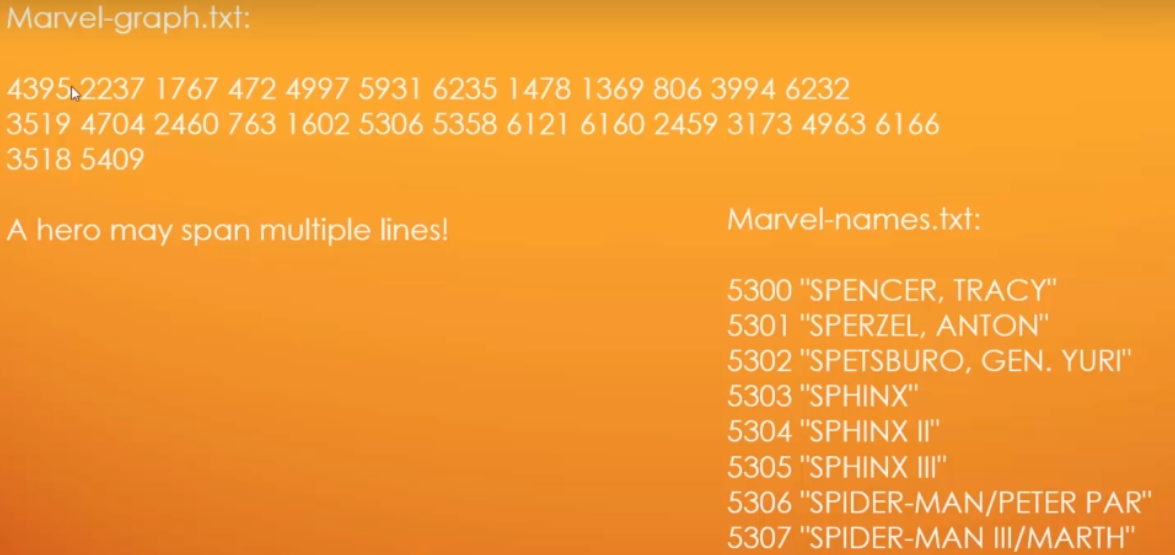 Marvel-graph.txt:
4395 2237 1767 472 4997 5931 6235 1478 1369 806 3994 6232
3519 4704 2460 763 1602 5306 5358 6121 6160 2459 3173 4963 6166
3518 5409
A hero may span multiple lines!
Marvel-names.txt:
5300 "SPENCER, TRACY"
5301 "SPERZEL, ANTON"
5302 "SPETSBURO, GEN. YURI"
5303 "SPHINX"
5304 "SPHINX II"
5305 "SPHINX III"
5306 "SPIDER-MAN/PETER PAR"
5307 "SPIDER-MAN III/MARTH"